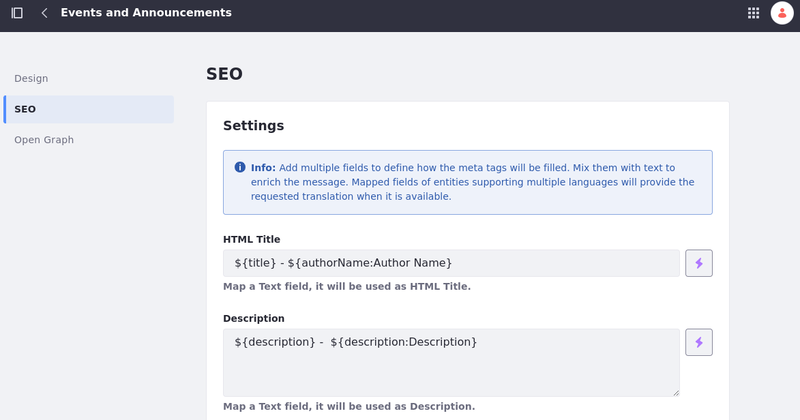 Events and Announcements
Design
SEO
Open Graph
SEO
Settings
Info: Add multiple fields to define how the meta tags will be filled. Mix them with text to
enrich the message. Mapped fields of entities supporting multiple languages will provide the
requested translation when it is available.
HTML Title
${title} - ${authorName:Author Name}
Map a Text field, it will be used as HTML Title.
Description
${description} -  ${description:Description}
Map a Text field, it will be used as Description.